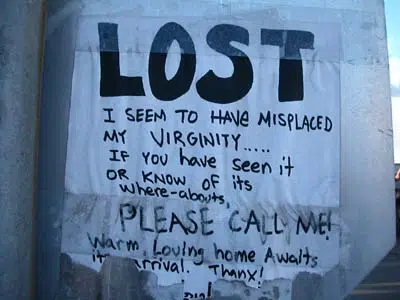 LOST
I SEEM TO HAVE MISPLACED
MY VIRGINITY.....
IF YOU HAVE SEEN it
OR KNOW OF its
where-abouts,
PLEASE CALL ME!
Warm, Loving home Awaits
its arrival. Thanx!